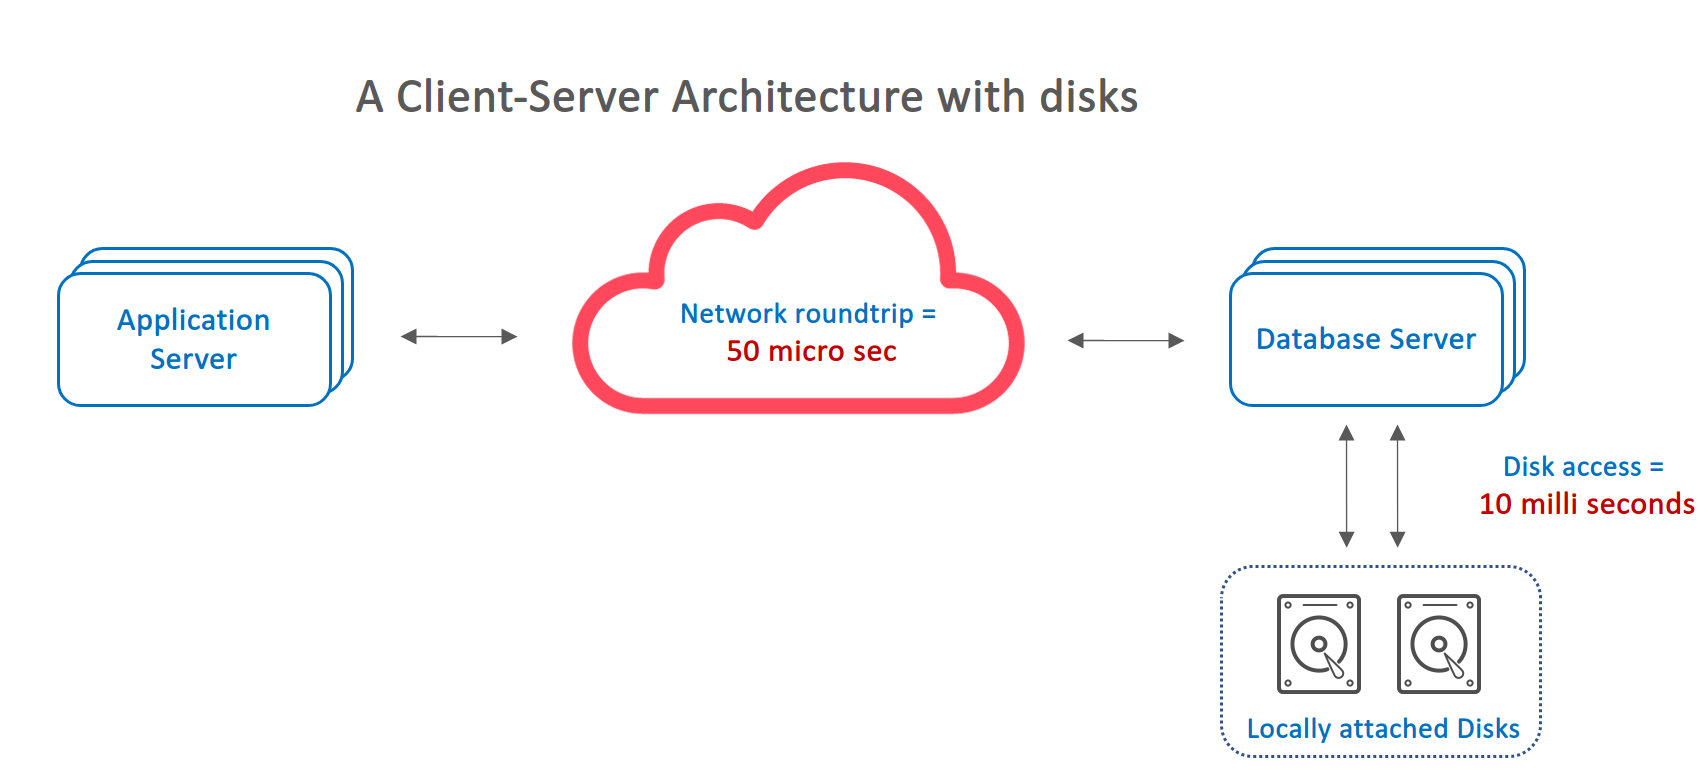 A Client-Server Architecture with disks
Application
Server
Network roundtrip =
50 micro sec
Database Server
Disk access =
10 milli seconds
Locally attached Disks